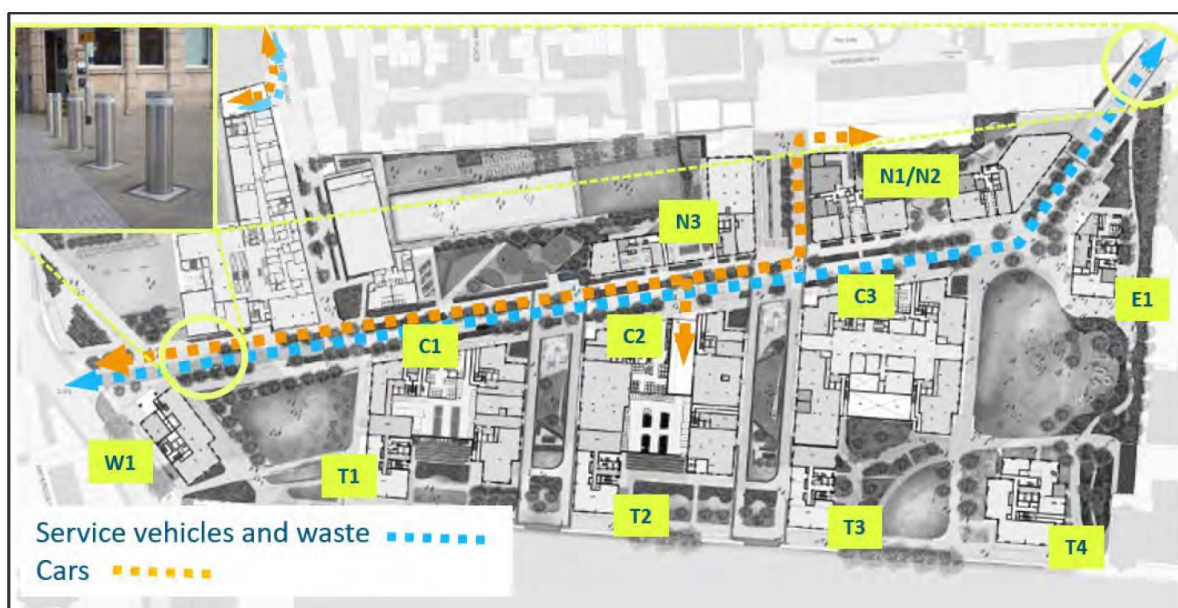 N1/N2
N3
C3
E1
C2
C1
W1
T1
T2
T3
T4
Service vehicles and waste
Cars